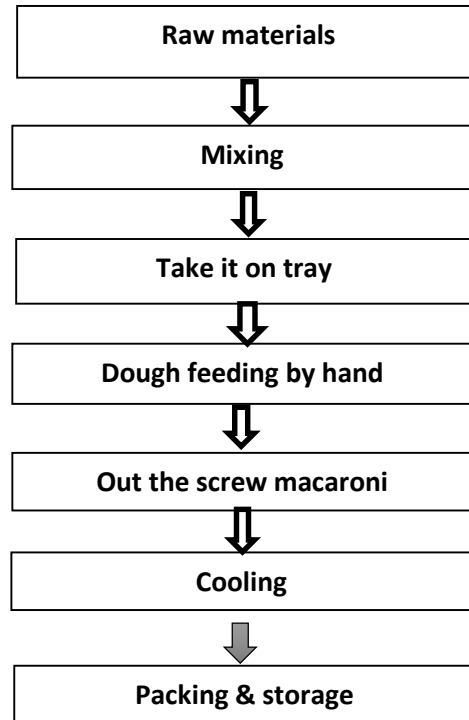 Raw materials
Mixing
Take it on tray
Dough feeding by hand
Out the screw macaroni
Cooling
Packing & storage